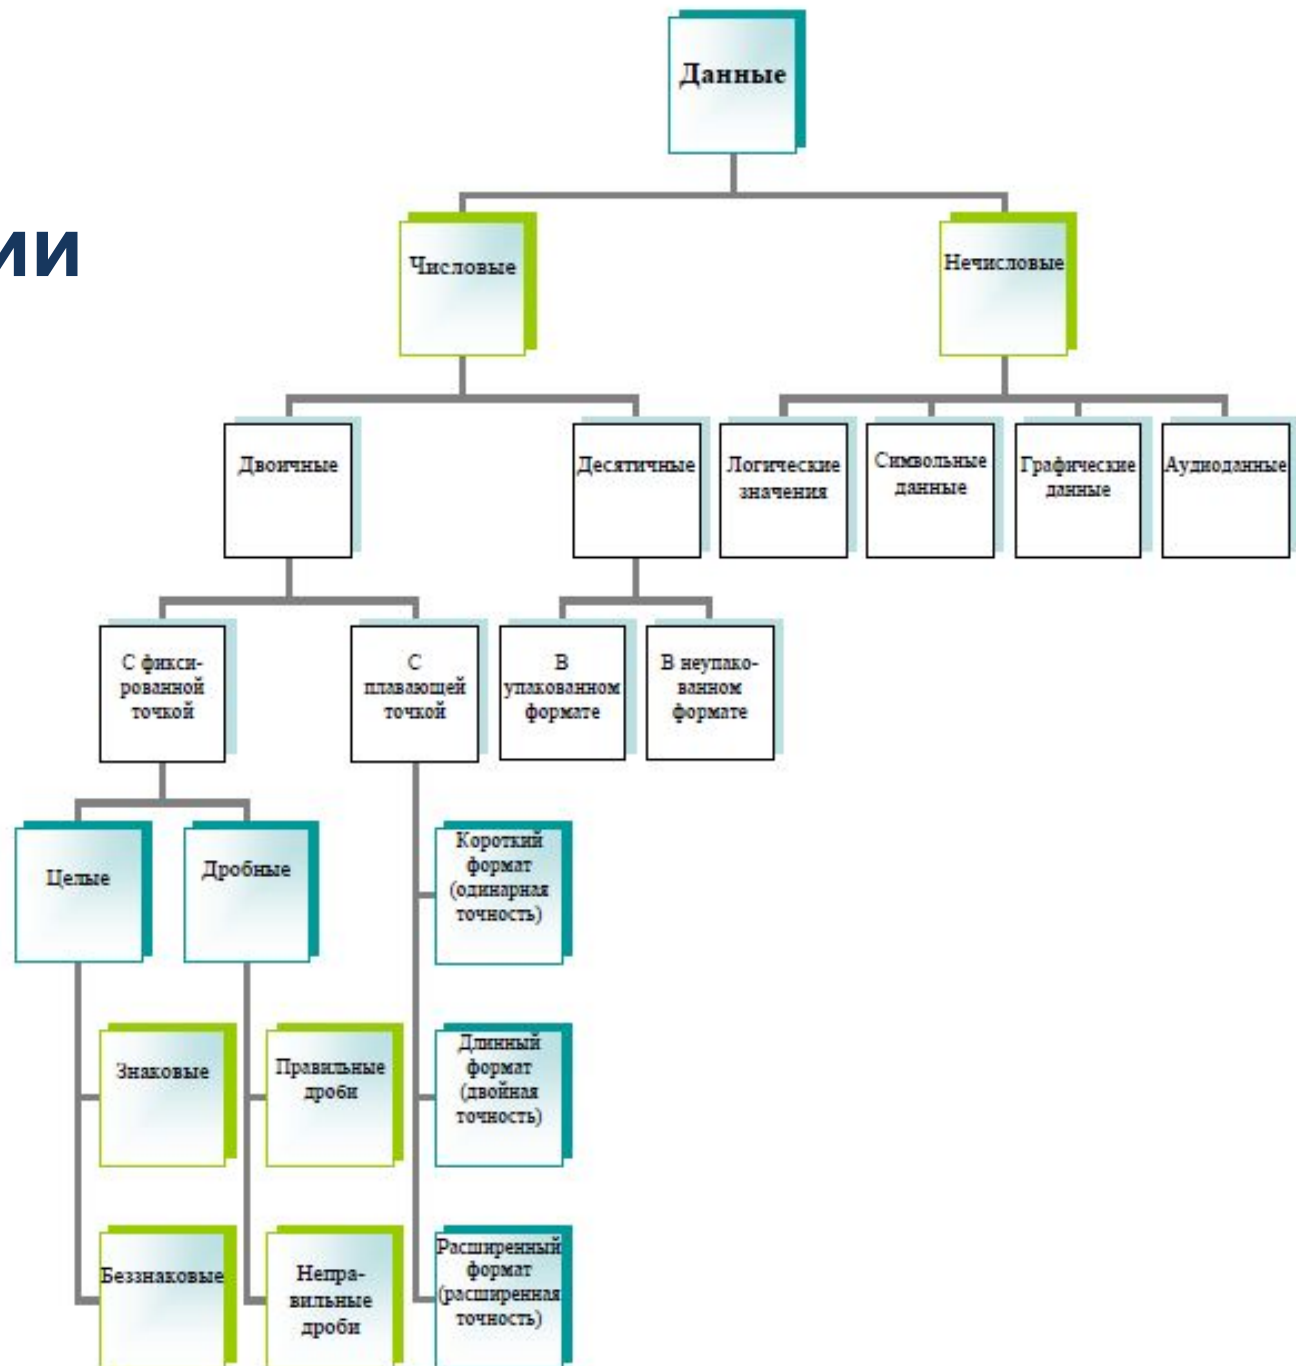 Данные
ии
Числовые
Нечисловые
Двоичные
Десятичные
Логические
значения
Символьные
данные
Графические
данные
Аудиоданные
С фикси-
рованной
точкой
С
плавающей
точкой
В
упакованном
формате
В неупако-
ванном
формате
Целые
Дробные
Короткий
формат
(одинарная
точность)
Знаковые
Правильные
дроби
Длинный
формат
(двойная
точность)
Беззнаковые
Непра-
вильные
дроби
Расширенный
формат
(расширенная
точность)